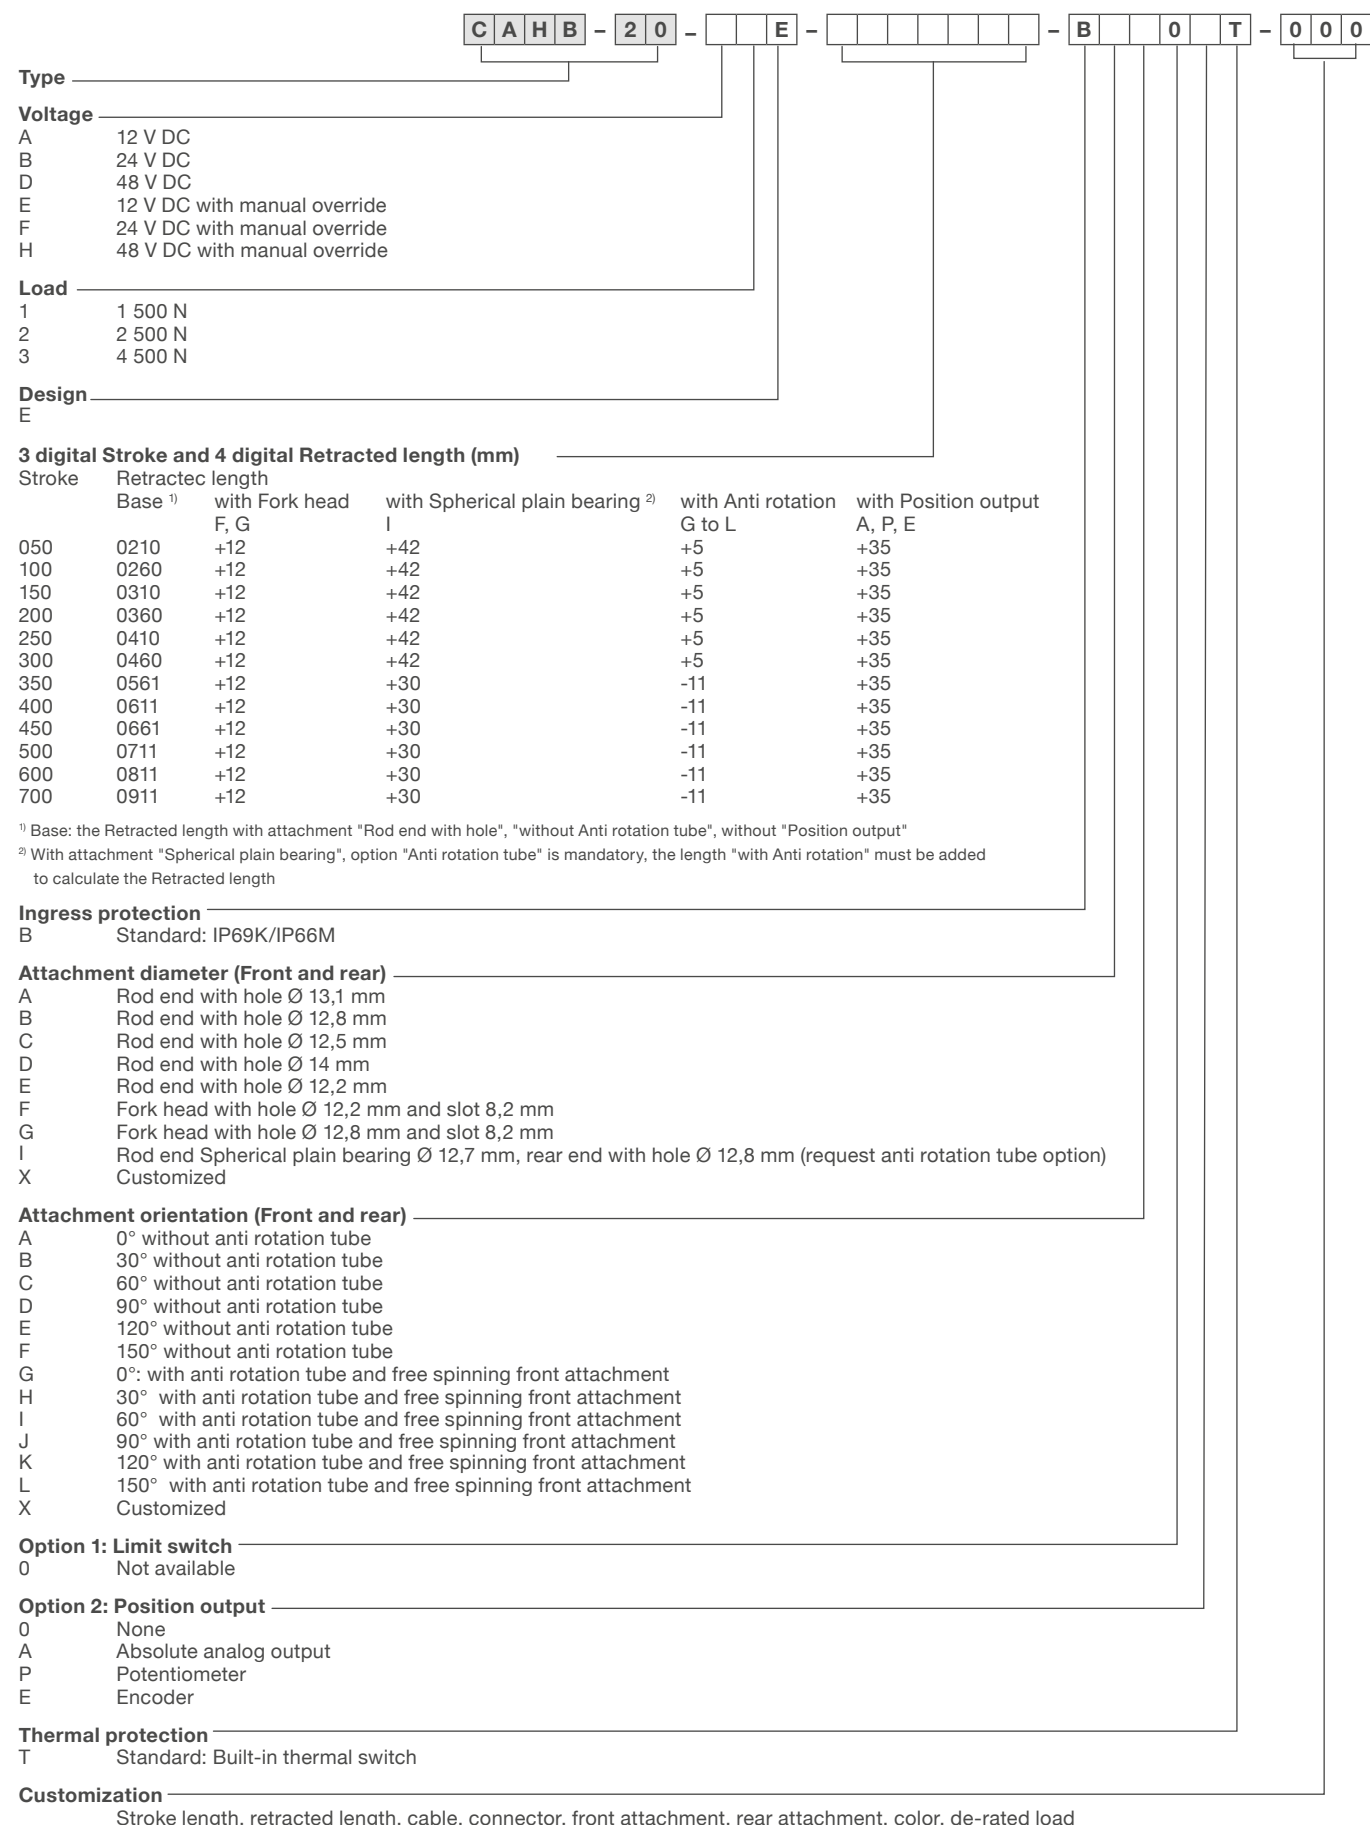 C A H B – 2 0 – E – – B 0 T – 0 0 0
Type
Voltage
A 12 V DC
B 24 V DC
D 48 V DC
E 12 V DC with manual override
F 24 V DC with manual override
H 48 V DC with manual override
Load
1 1 500 N
2 2 500 N
3 4 500 N
Design
E
3 digital Stroke and 4 digital Retracted length (mm)
Stroke Retractec length
Base 1) with Fork head with Spherical plain bearing 2) with Anti rotation with Position output
F, G I G to L A, P, E
050 0210 +12 +42 +5 +35
100 0260 +12 +42 +5 +35
150 0310 +12 +42 +5 +35
200 0360 +12 +42 +5 +35
250 0410 +12 +42 +5 +35
300 0460 +12 +42 +5 +35
350 0561 +12 +30 -11 +35
400 0611 +12 +30 -11 +35
450 0661 +12 +30 -11 +35
500 0711 +12 +30 -11 +35
600 0811 +12 +30 -11 +35
700 0911 +12 +30 -11 +35
1) Base: the Retracted length with attachment "Rod end with hole", "without Anti rotation tube", without "Position output"
2) With attachment "Spherical plain bearing", option "Anti rotation tube" is mandatory, the length "with Anti rotation" must be added
to calculate the Retracted length
Ingress protection
B Standard: IP69K/IP66M
Attachment diameter (Front and rear)
A Rod end with hole Ø 13,1 mm
B Rod end with hole Ø 12,8 mm
C Rod end with hole Ø 12,5 mm
D Rod end with hole Ø 14 mm
E Rod end with hole Ø 12,2 mm
F Fork head with hole Ø 12,2 mm and slot 8,2 mm
G Fork head with hole Ø 12,8 mm and slot 8,2 mm
I Rod end Spherical plain bearing Ø 12,7 mm, rear end with hole Ø 12,8 mm (request anti rotation tube option)
X Customized
Attachment orientation (Front and rear)
A 0° without anti rotation tube
B 30° without anti rotation tube
C 60° without anti rotation tube
D 90° without anti rotation tube
E 120° without anti rotation tube
F 150° without anti rotation tube
G 0°: with anti rotation tube and free spinning front attachment
H 30° with anti rotation tube and free spinning front attachment
I 60° with anti rotation tube and free spinning front attachment
J 90° with anti rotation tube and free spinning front attachment
K 120° with anti rotation tube and free spinning front attachment
L 150° with anti rotation tube and free spinning front attachment
X Customized
Option 1: Limit switch
0 Not available
Option 2: Position output
0 None
A Absolute analog output
P Potentiometer
E Encoder
Thermal protection
T Standard: Built-in thermal switch
Customization
Stroke length, retracted length, cable, connector, front attachment, rear attachment, color, de-rated load